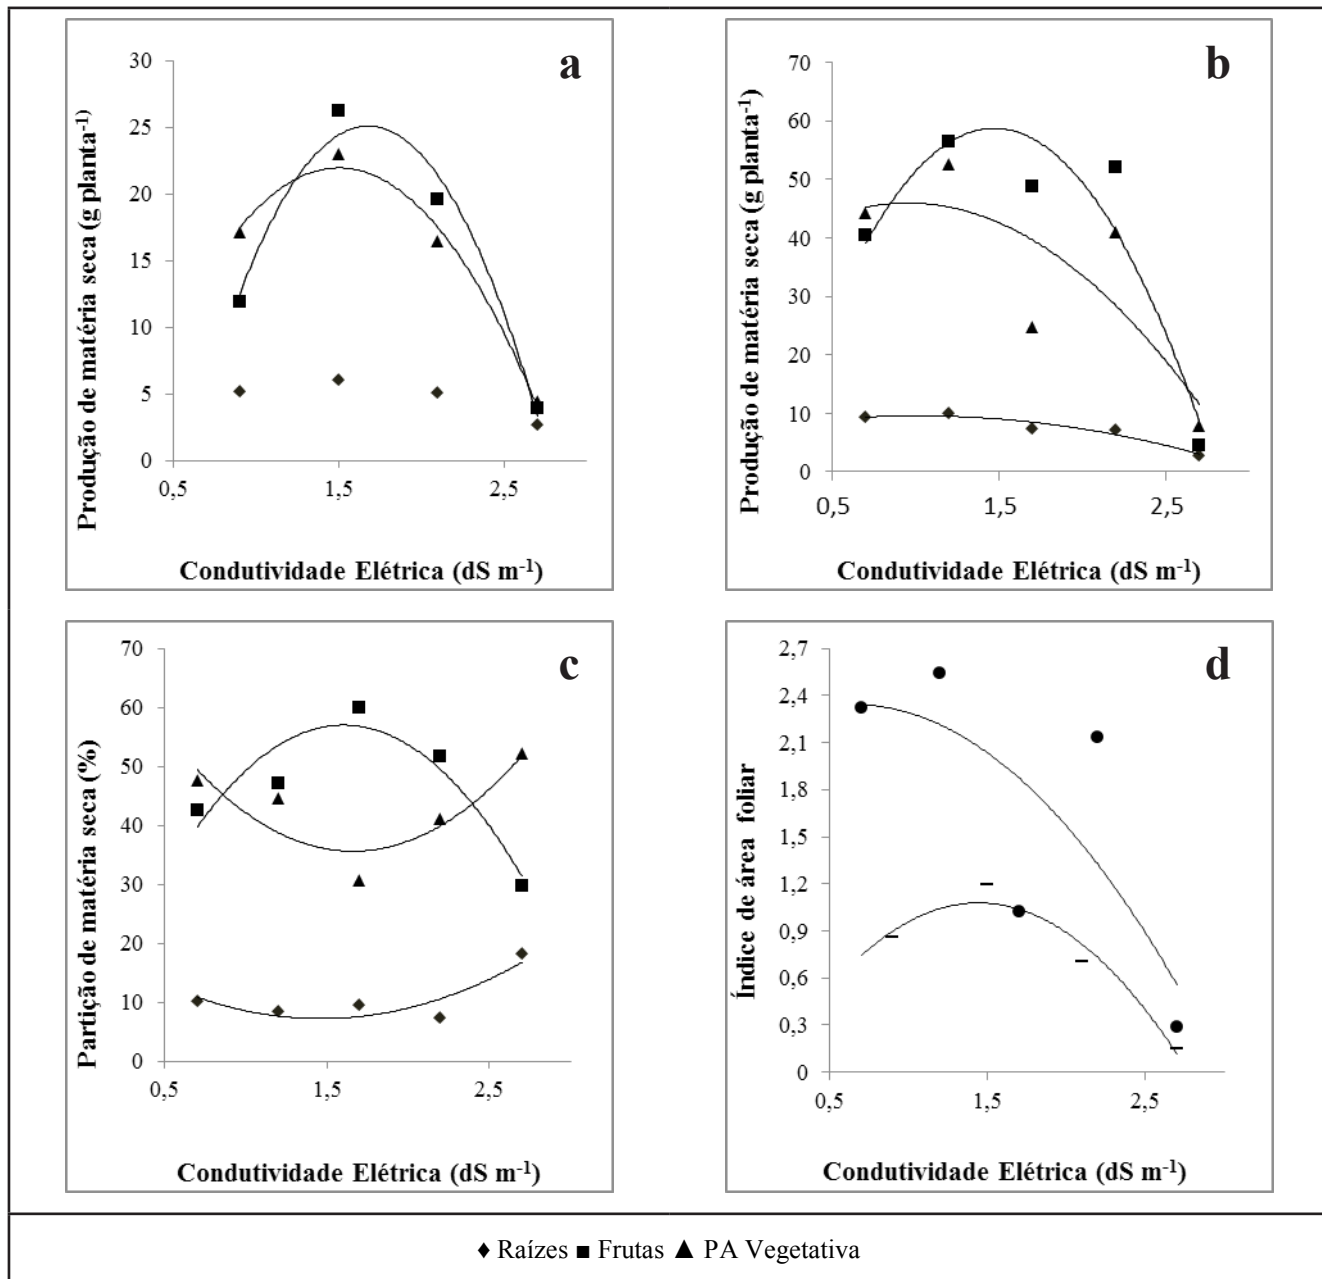 a
30
25
20
15
10
5
0
0,5 1,5 2,5
Produção de matéria seca (g planta-1)
Condutividade Elétrica (dS m-1)
b
70
60
50
40
30
20
10
0
0,5 1,5 2,5
Produção de matéria seca (g planta-1)
Condutividade Elétrica (dS m-1)
c
70
60
50
40
30
20
10
0
0,5 1,5 2,5
Partição de matéria seca (%)
Condutividade Elétrica (dS m-1)
d
2,7
2,4
2,1
1,8
1,5
1,2
0,9
0,6
0,3
0
0,5 1,5 2,5
Índice de área foliar
Condutividade Elétrica (dS m-1)
♦ Raízes ■ Frutas ▲ PA Vegetativa